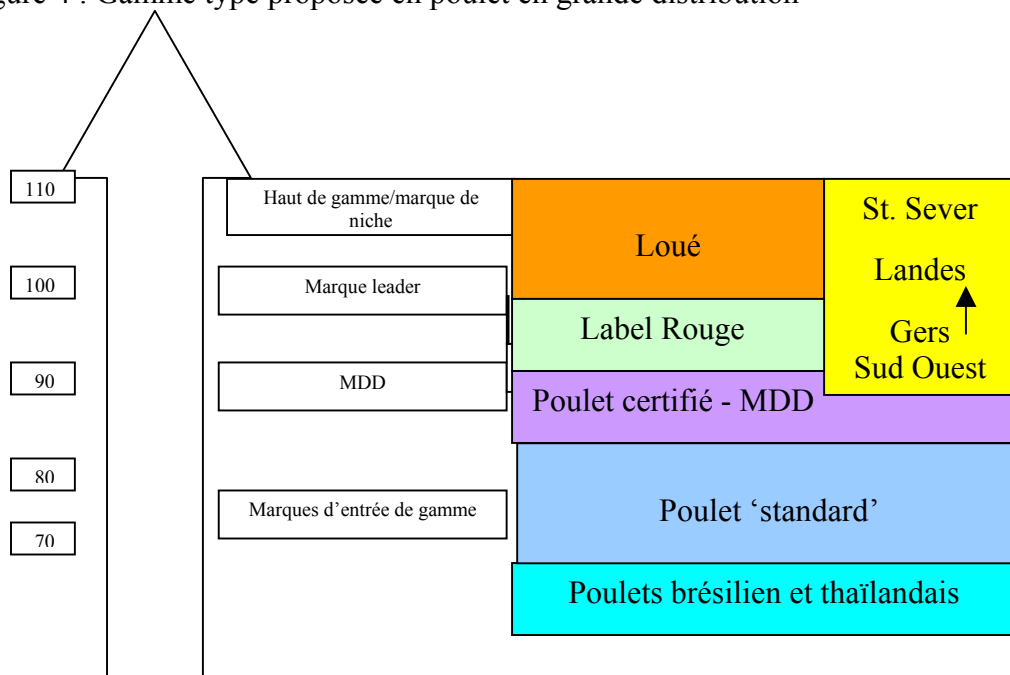 gure 4 : Gamme type proposée en poulet en grande distribution
110
Haut de gamme/marque de
niche
Loué
St. Sever
Landes
Gers
Sud Ouest
100
Marque leader
Label Rouge
90
MDD
Poulet certifié - MDD
80
Marques d’entrée de gamme
Poulet ‘standard’
70
Poulets brésilien et thaïlandais